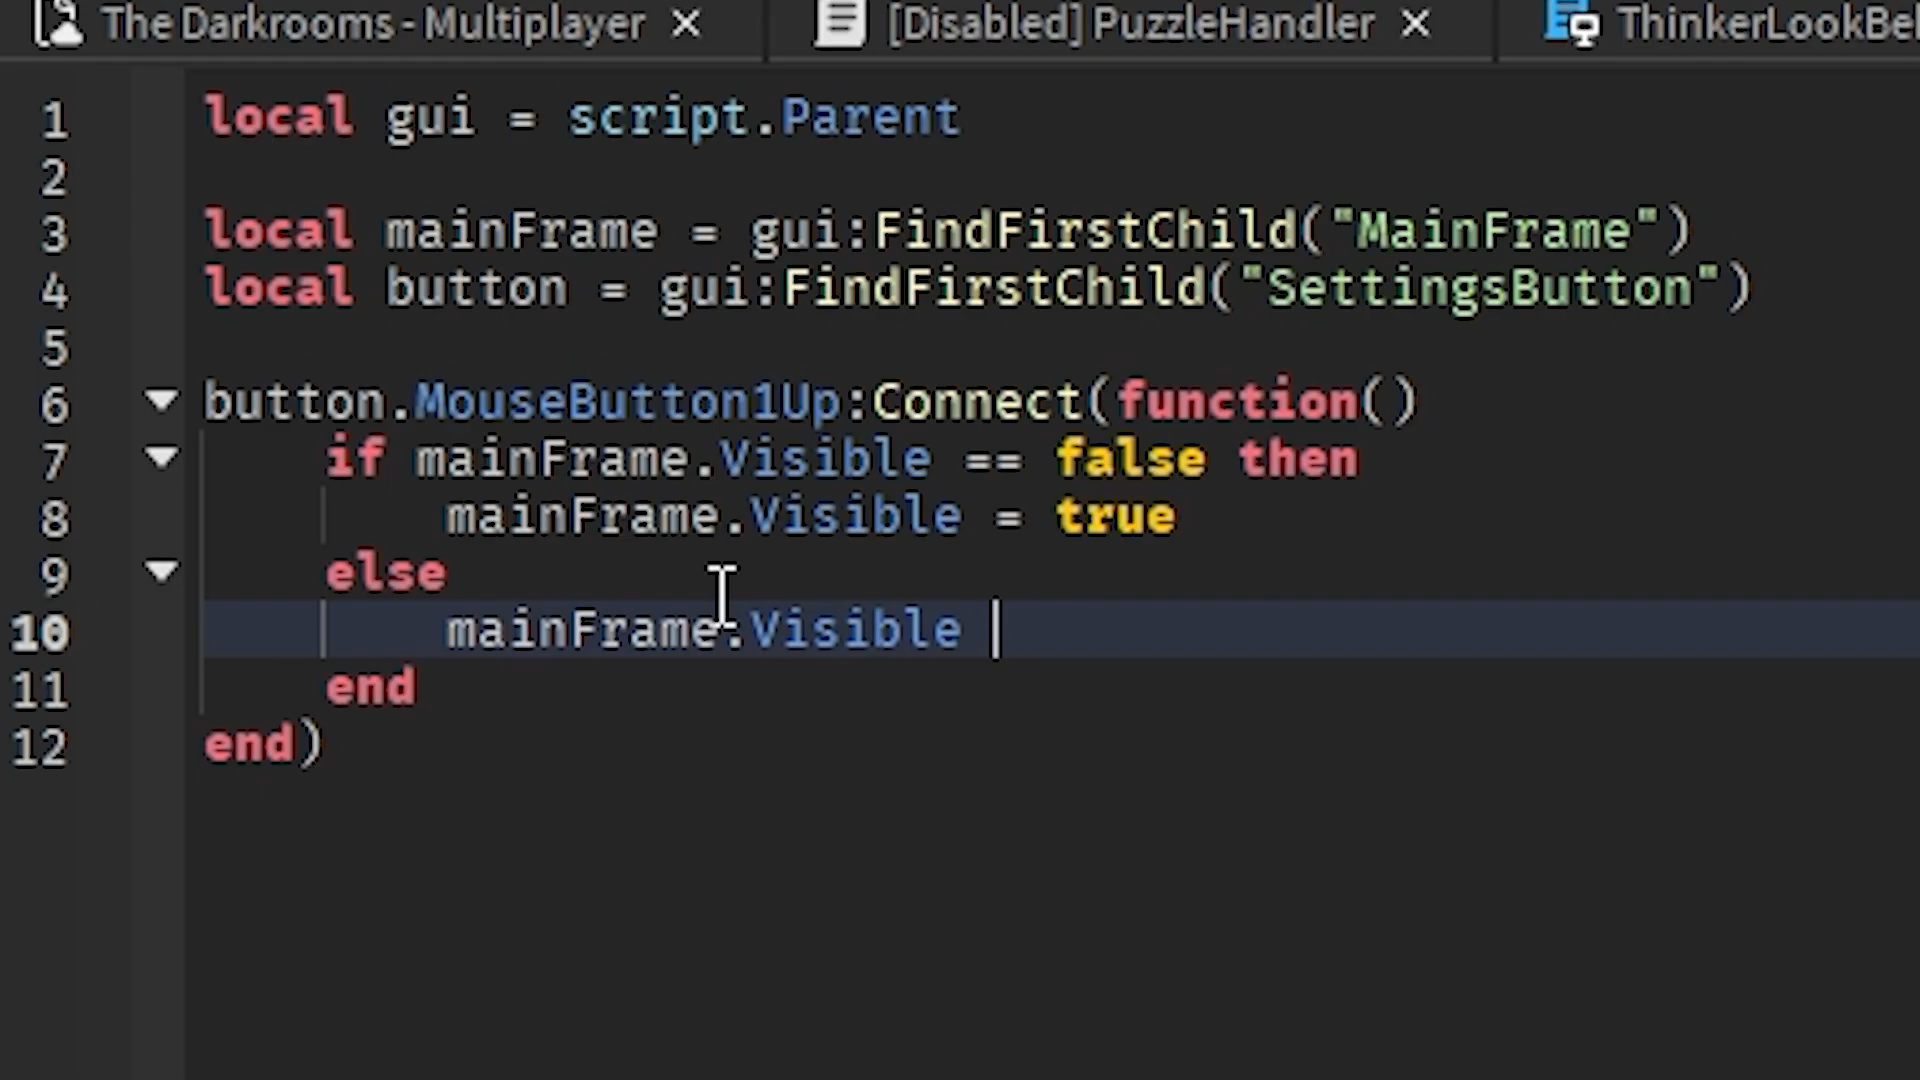 The Darkrooms - Multiplayer × [Disabled] PuzzleHandler × ThinkerLookBe
1 local gui = script.Parent
2
3 local mainFrame = gui:FindFirstChild("MainFrame")
4 local button = gui:FindFirstChild("SettingsButton")
5
6 button.MouseButton1Up:Connect(function()
7 if mainFrame.Visible == false then
8 mainFrame.Visible = true
9 else
10 mainFrame.Visible
11 end
12 end)